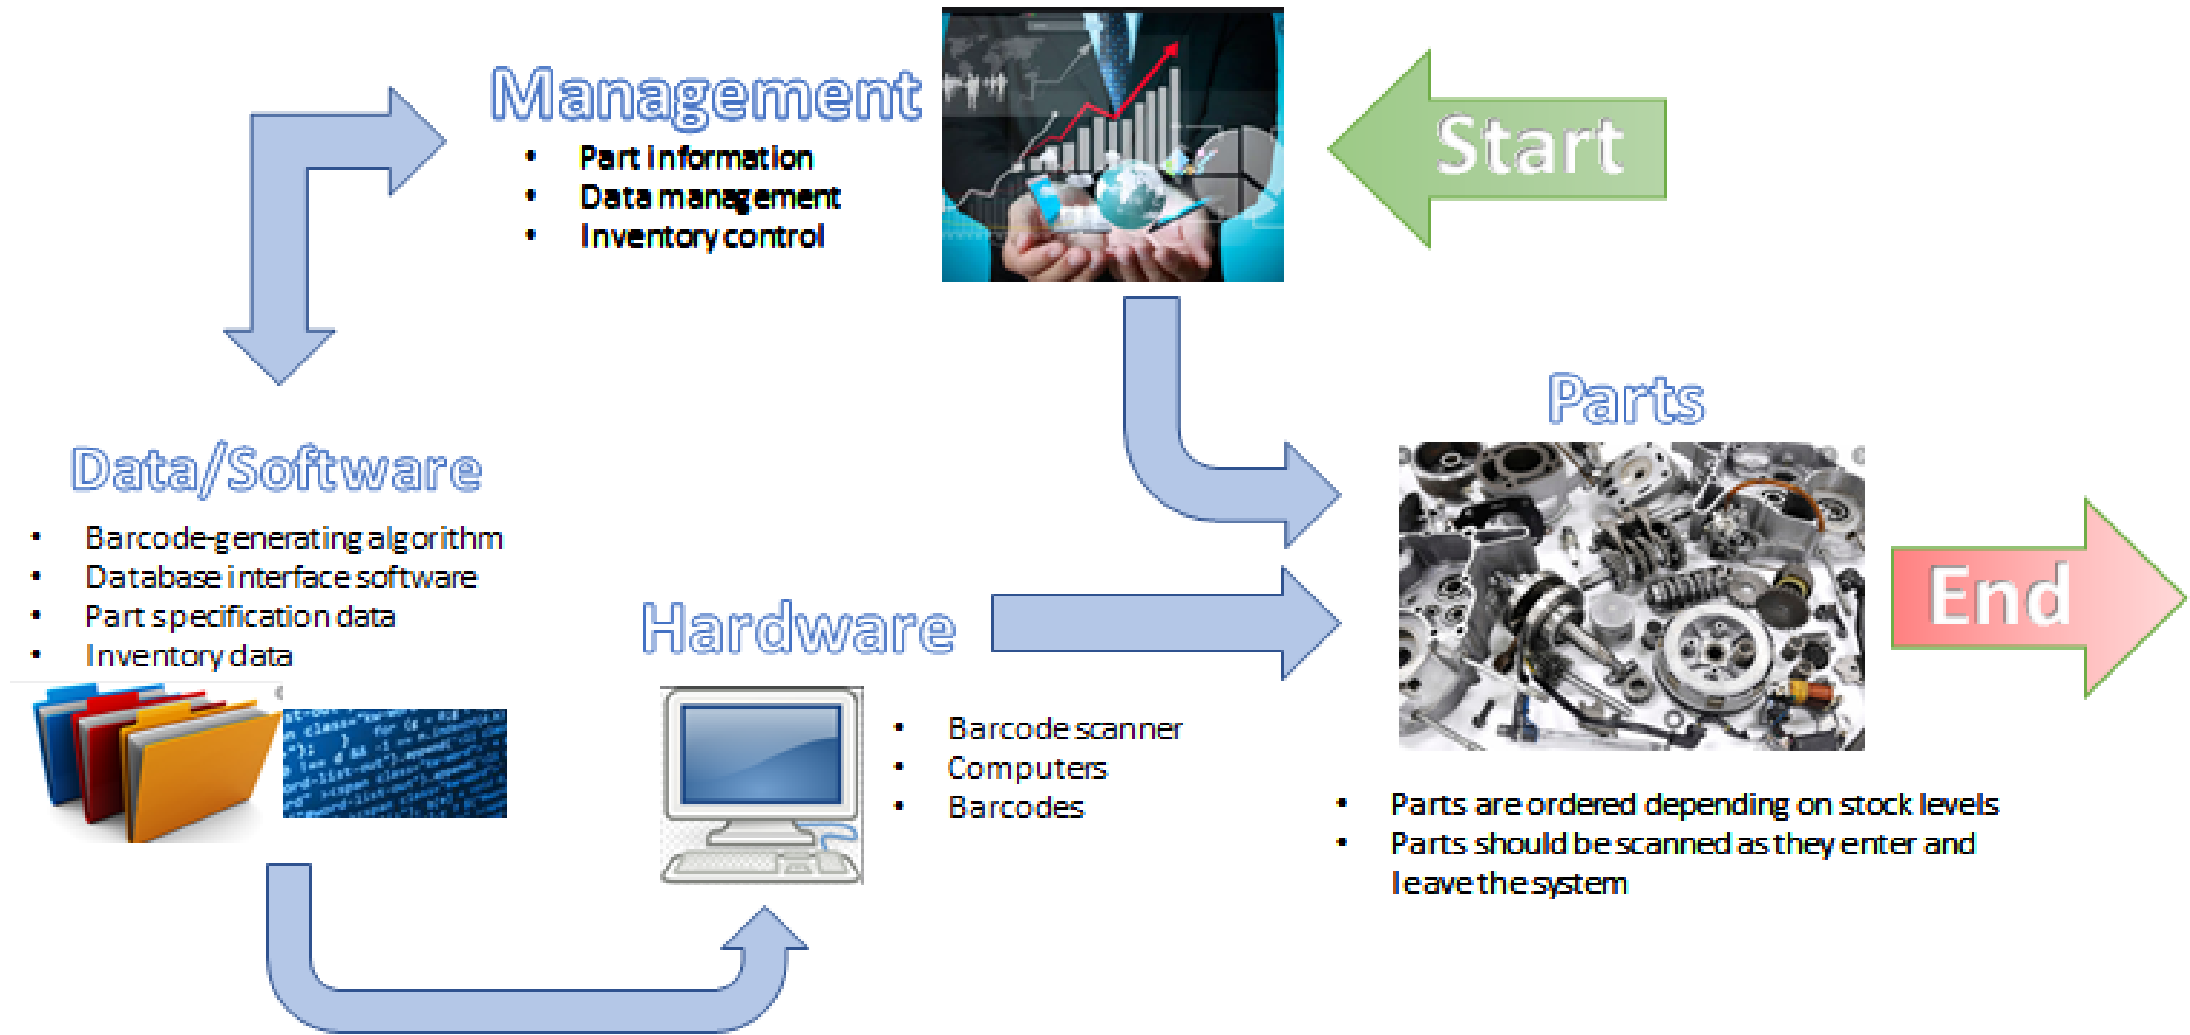 Management
• Part information
• Data management
• Inventory control
Start
Data/Software
• Barcode-generating algorithm
• Database interface software
• Part specification data
• Inventory data
Hardware
• Barcode scanner
• Computers
• Barcodes
Parts
• Parts are ordered depending on stock levels
• Parts should be scanned as they enter and
leave the system
End